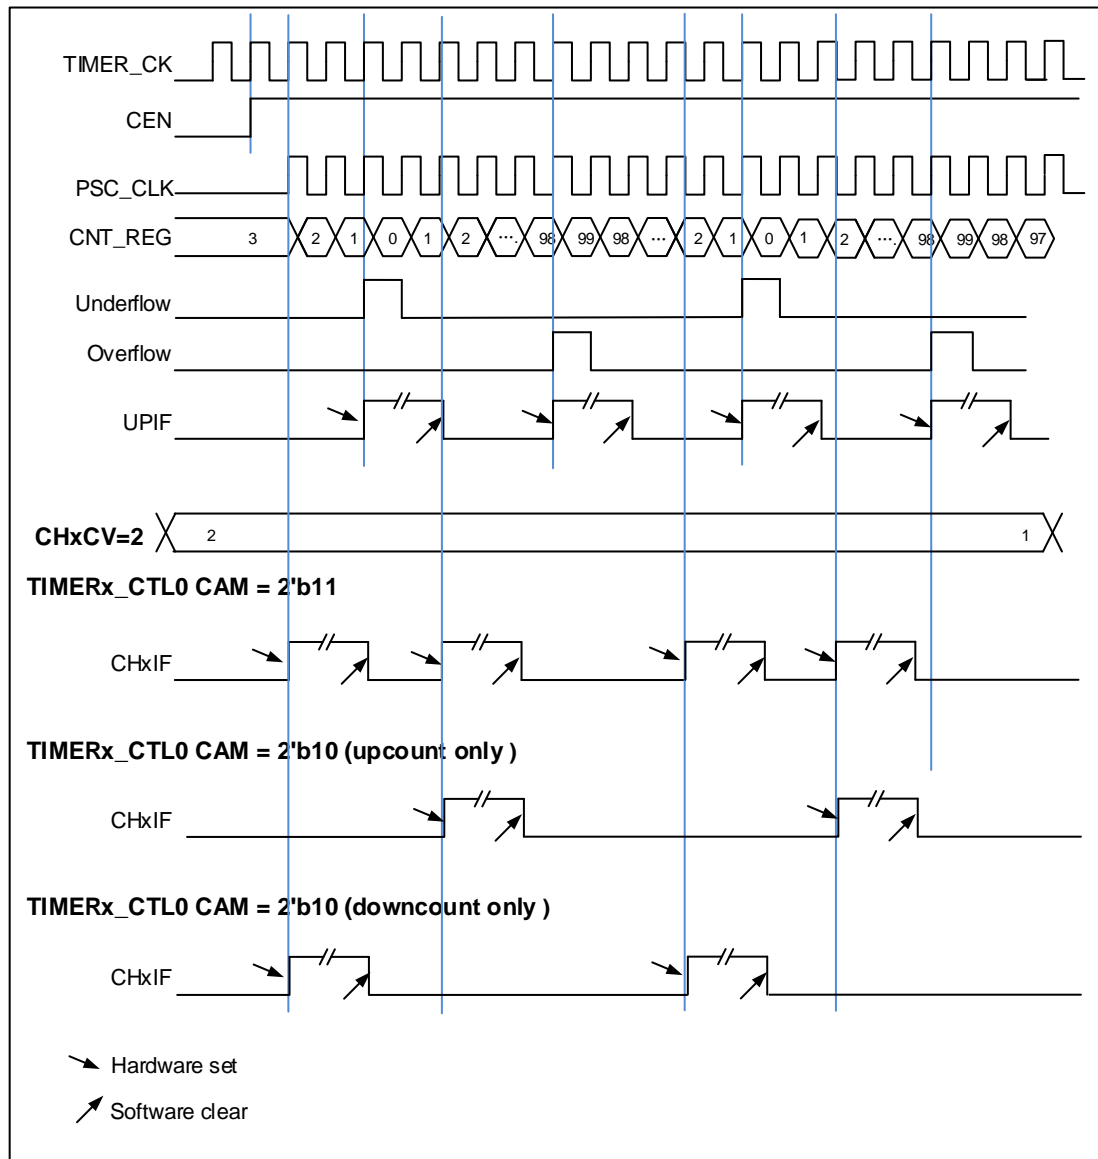 TIMER_CK
CEN
PSC_CLK
CNT_REG 3 2 1 0 1 2 ···. 98 99 98 ··· 2 1 0 1 2 ···. 98 99 98 97
Underflow
Overflow
UPIF
CHxCV=2 2 1
TIMERx_CTL0 CAM = 2'b11
CHxIF
TIMERx_CTL0 CAM = 2'b10 (upcount only )
CHxIF
TIMERx_CTL0 CAM = 2'b10 (downcount only )
CHxIF
Hardware set
Software clear